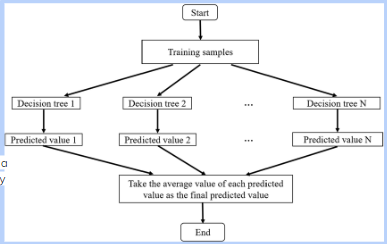 Start
Training samples
Decision tree 1 Decision tree 2 ... Decision tree N
Predicted value 1 Predicted value 2 ... Predicted value N
a
y
Take the average value of each predicted
value as the final predicted value
End